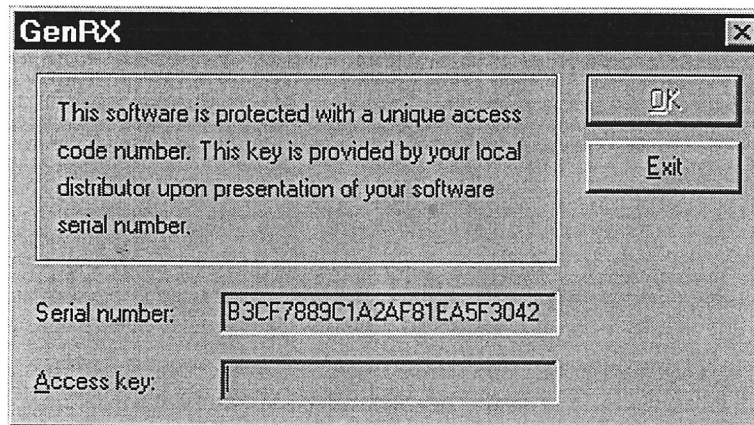 GenRX
This software is protected with a unique access
code number. This key is provided by your local
distributor upon presentation of your software
serial number.
OK
Exit
Serial number: B3CF7889C1A2AF81EA5F3042
Access key: